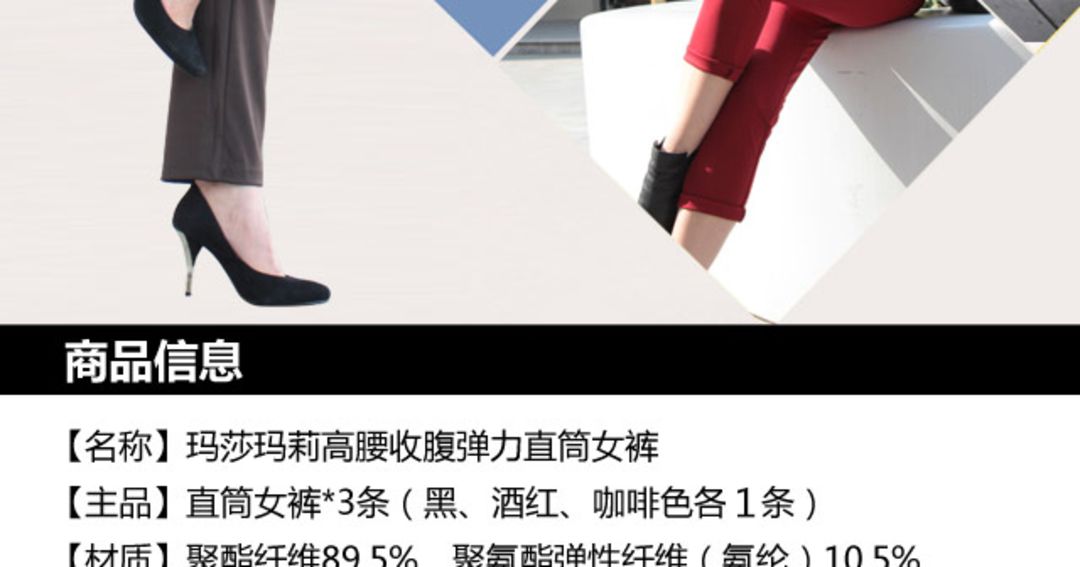 商品信息
【名称】玛莎玛莉高腰收腹弹力直筒女裤
【主品】直筒女裤*3条（黑、酒红、咖啡色各1条）
【材质】聚酯纤维89.5%、聚氨酯弹性纤维（氨纶）10.5%